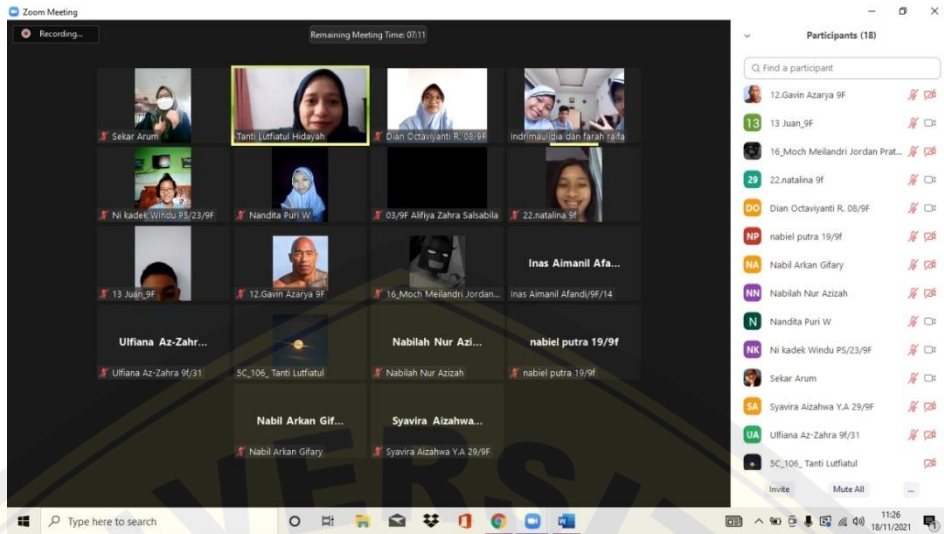 Zoom Meeting
Recording...
Remaining Meeting Time: 07:11
Sekar Arum
Tanti Lutfiatul Hidayah
Dian Octaviyanti R. 08/9F
Indrimaulidia dan farah raifa
Ni kadek Windu PS/23/9F
Nandita Puri W
03/9F Alifiya Zahra Salsabila
22.natalina 9f
13 Juan_9F
12.Gavin Azarya 9F
16_Moch Meilandri Jordan...
Inas Aimanil Afa...
Inas Aimanil Afandi/9F/14
Ulfiana Az-Zahr...
Ulfiana Az-Zahra 9f/31
5C_106_ Tanti Lutfiatul
Nabilah Nur Azi...
Nabilah Nur Azizah
nabiel putra 19/9f
nabiel putra 19/9f
Nabil Arkan Gif...
Nabil Arkan Gifary
Syavira Aizahwa...
Syavira Aizahwa Y.A 29/9F
Participants (18)
Find a participant
12.Gavin Azarya 9F
13 13 Juan_9F
16_Moch Meilandri Jordan Prat...
29 22.natalina 9f
DO Dian Octaviyanti R. 08/9F
NP nabiel putra 19/9f
NA Nabil Arkan Gifary
NN Nabilah Nur Azizah
N Nandita Puri W
NK Ni kadek Windu PS/23/9F
Sekar Arum
SA Syavira Aizahwa Y.A 29/9F
UA Ulfiana Az-Zahra 9f/31
5C_106_ Tanti Lutfiatul
Invite Mute All ...
Type here to search
11:26
18/11/2021
VERS